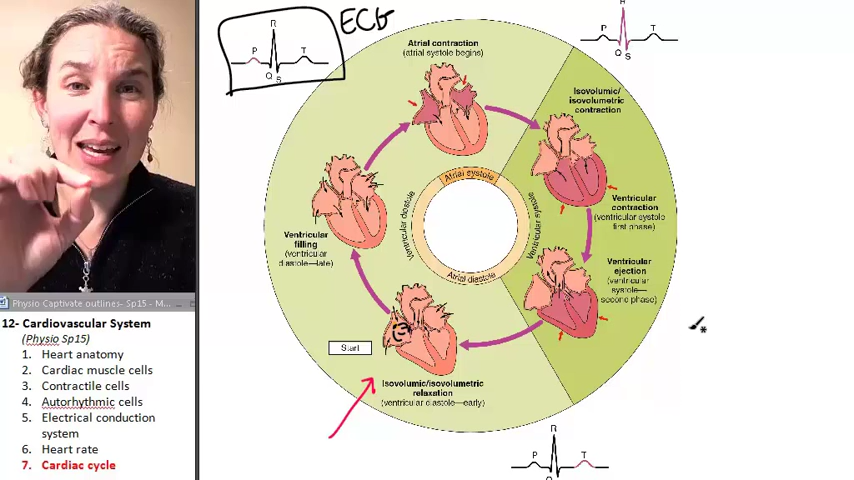 R
P
T
Q
S
ECG
Atrial contraction
(atrial systole begins)
R
P
T
Q
S
Isovolumic/
isovolumetric
contraction
Ventricular
contraction
(ventricular systole
first phase)
Ventricular
ejection
(ventricular
systole—
second phase)
Isovolumic/isovolumetric
relaxation
(ventricular diastole—early)
Start
Ventricular
filling
(ventricular
diastole—late)
Atrial systole
Ventricular systole
Atrial diastole
Ventricular diastole
R
P
T
Q
Physio Captivate outlines- Sp15 - M...
12- Cardiovascular System
(Physio Sp15)
1. Heart anatomy
2. Cardiac muscle cells
3. Contractile cells
4. Autorhythmic cells
5. Electrical conduction
system
6. Heart rate
7. Cardiac cycle